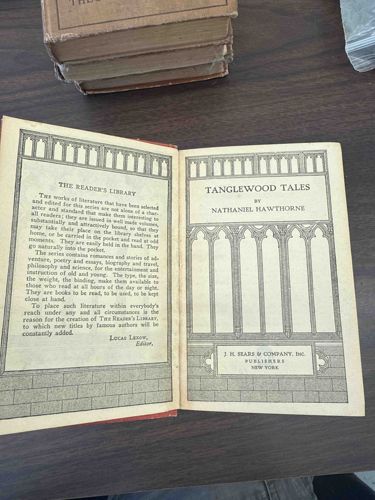 THE
THE READER'S LIBRARY
THE works of literature that have been selected
and edited for this series are not alone of a char-
acter and standard that make them interesting to
all readers; they are issued in well made volumes,
substantially and attractively bound, so that they
may take their place on the library shelves at
home, or be carried in the pocket and read at odd
moments. They are easily held in the hand. They
go naturally into the pocket.
The series contains romances and stories of ad-
venture, poetry and essays, biography and travel,
philosophy and science, for the entertainment and
instruction of old and young. The type, the size,
the weight, the binding, make them available to
those who read at all hours of the day or night.
They are books to be read, to be used, to be kept
close at hand.
To place such literature within everybody's
reach under any and all circumstances is the
reason for the creation of THE READER'S LIBRARY,
to which new titles by famous authors will be
constantly added.
LUCAS LEXOW,
Editor.
TANGLEWOOD TALES
BY
NATHANIEL HAWTHORNE
J. H. SEARS & COMPANY, INC.
PUBLISHERS
NEW YORK